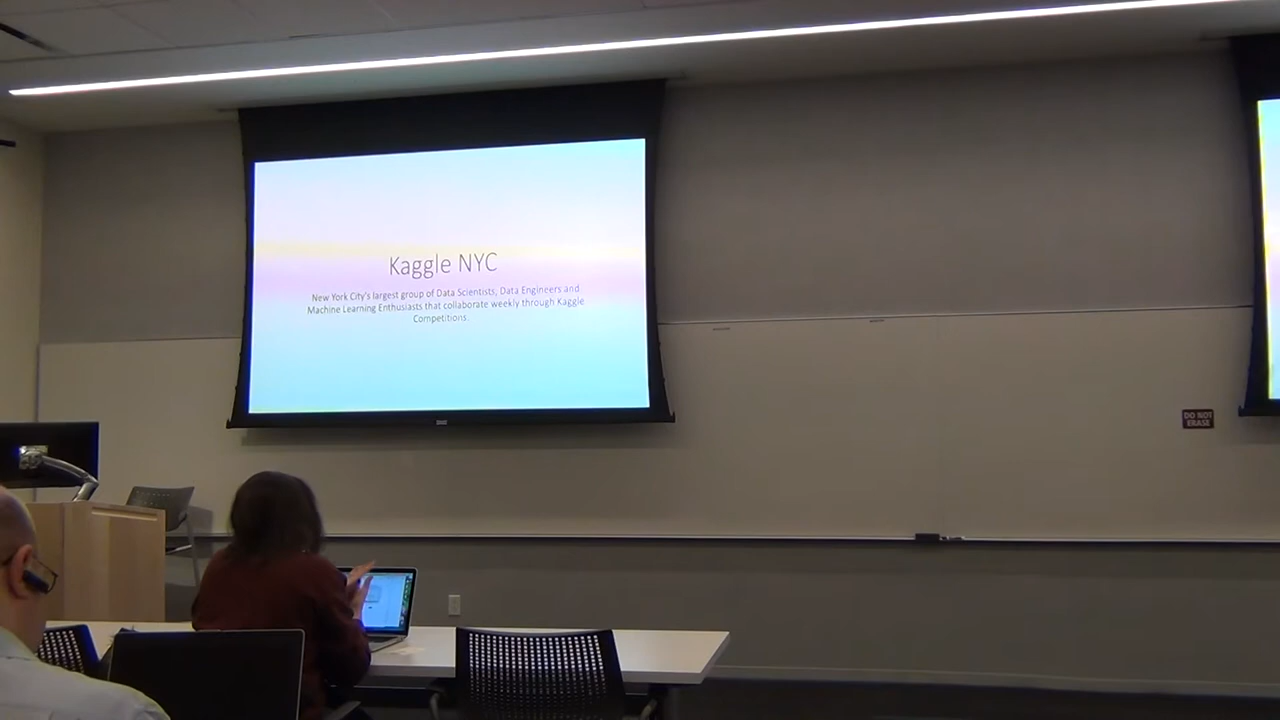 Kaggle NYC
New York City's largest group of Data Scientists, Data Engineers and
Machine Learning Enthusiasts that collaborate weekly through Kaggle
Competitions.
DO NOT
ERASE